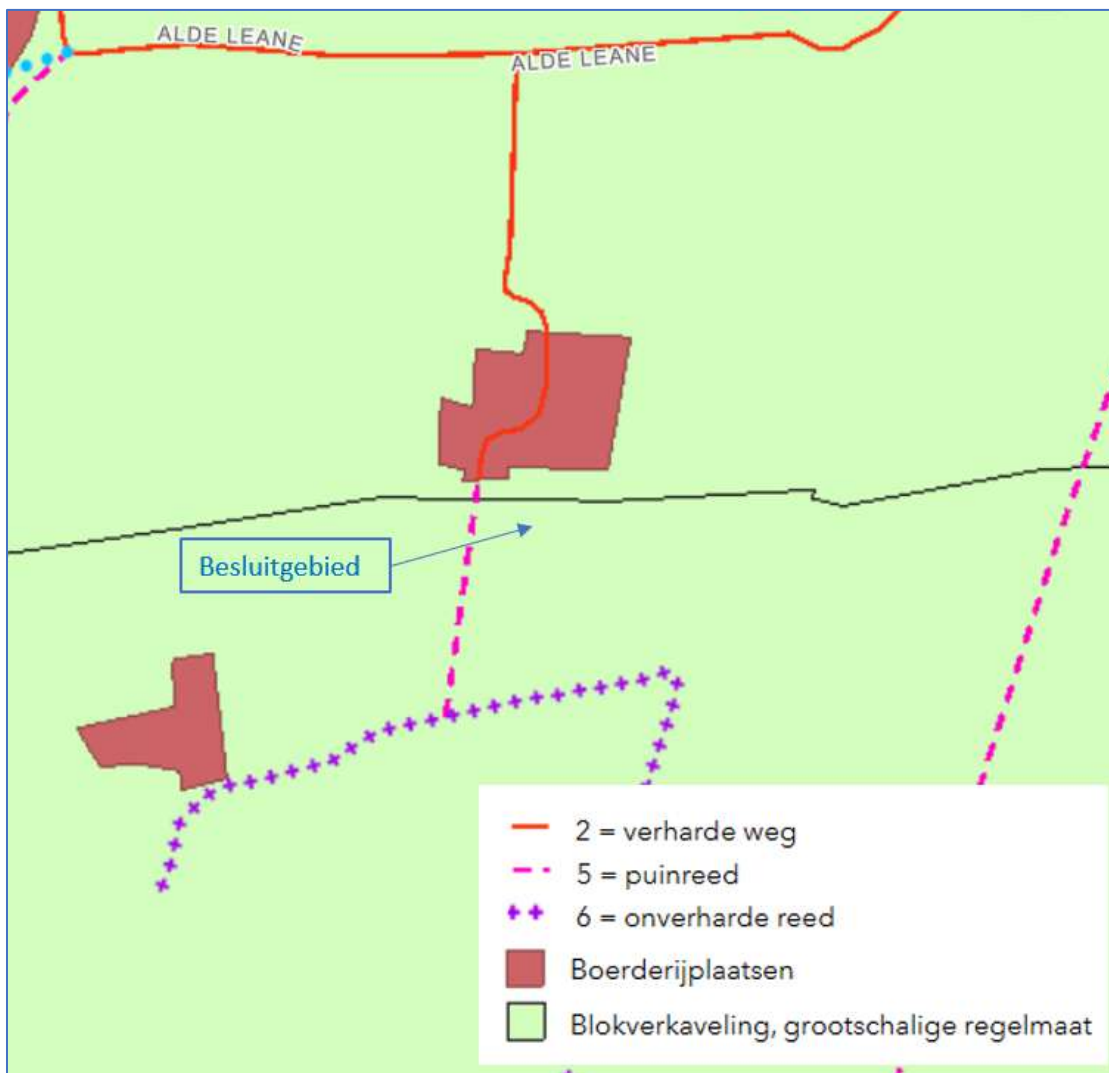 ALDE LEANE
ALDE LEANE
Besluitgebied
2 = verharde weg
5 = puinreed
6 = onverharde reed
Boerderijplaatsen
Blokverkaveling, grootschalige regelmaat